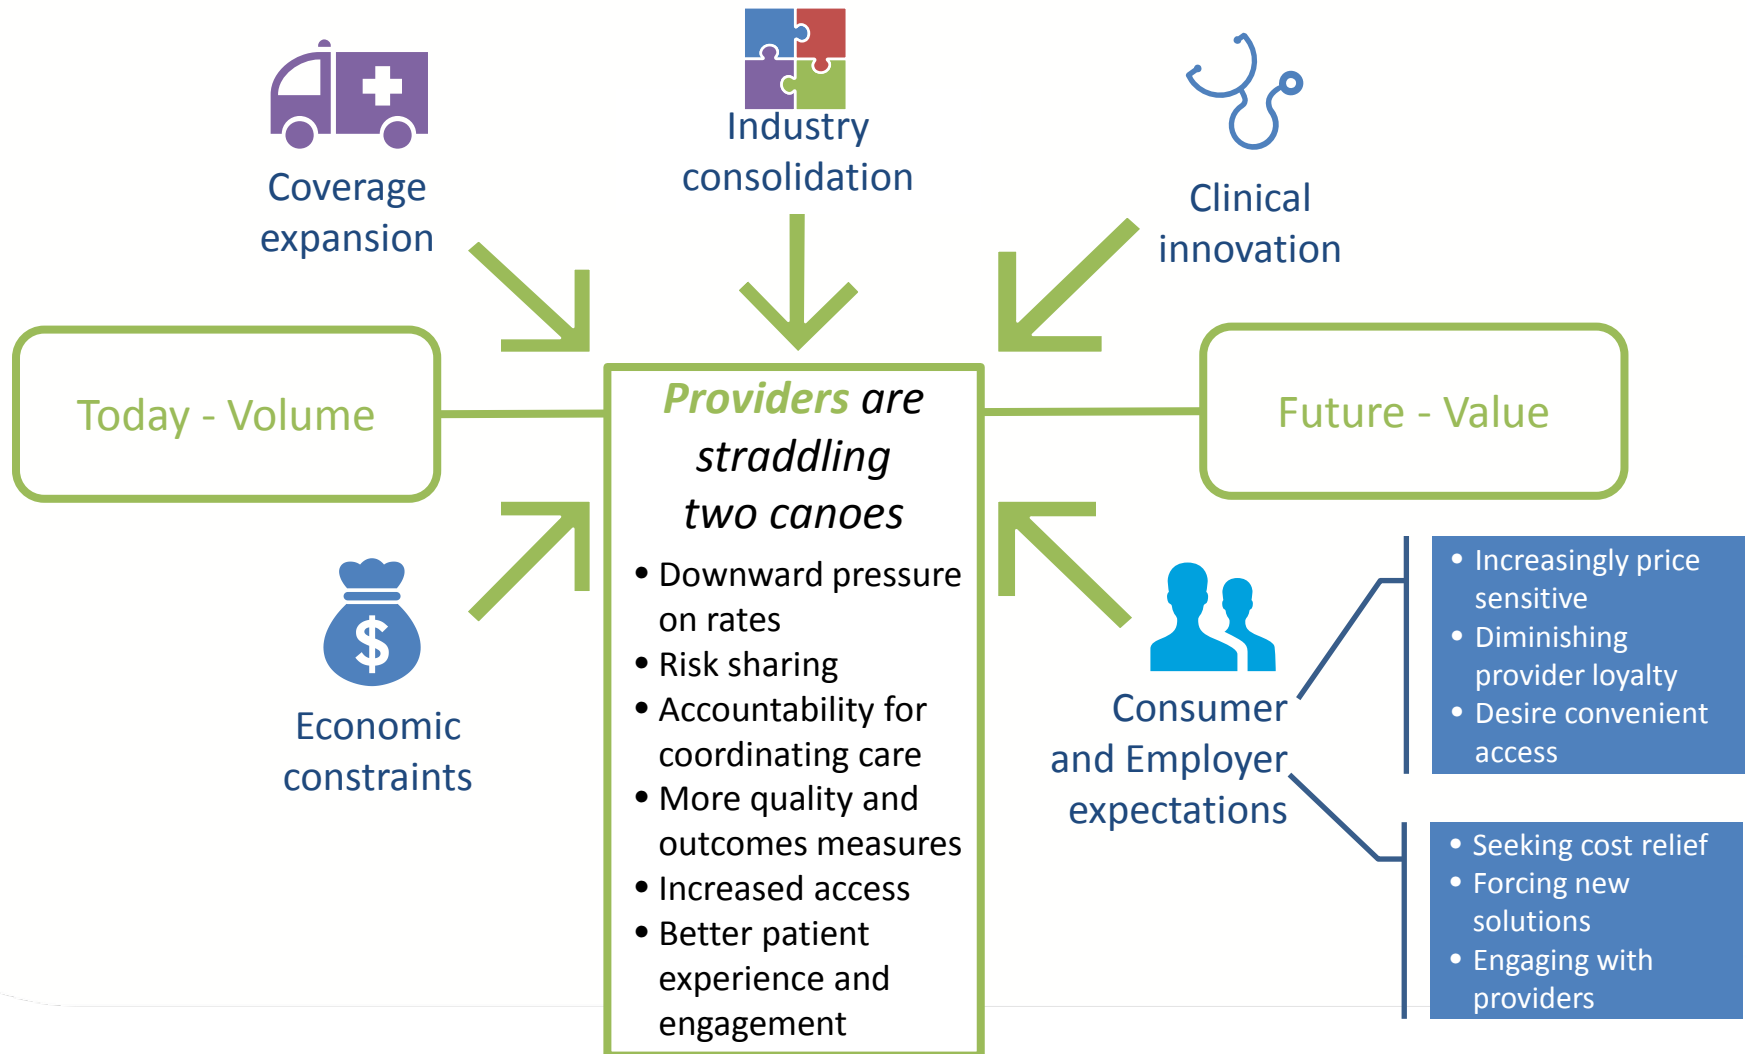 Coverage
expansion
Industry
consolidation
Clinical
innovation
Today - Volume
Providers are
straddling
two canoes
• Downward pressure
on rates
• Risk sharing
• Accountability for
coordinating care
• More quality and
outcomes measures
• Increased access
• Better patient
experience and
engagement
Future - Value
$
Economic
constraints
Consumer
and Employer
expectations
• Increasingly price
sensitive
• Diminishing
provider loyalty
• Desire convenient
access
• Seeking cost relief
• Forcing new
solutions
• Engaging with
providers